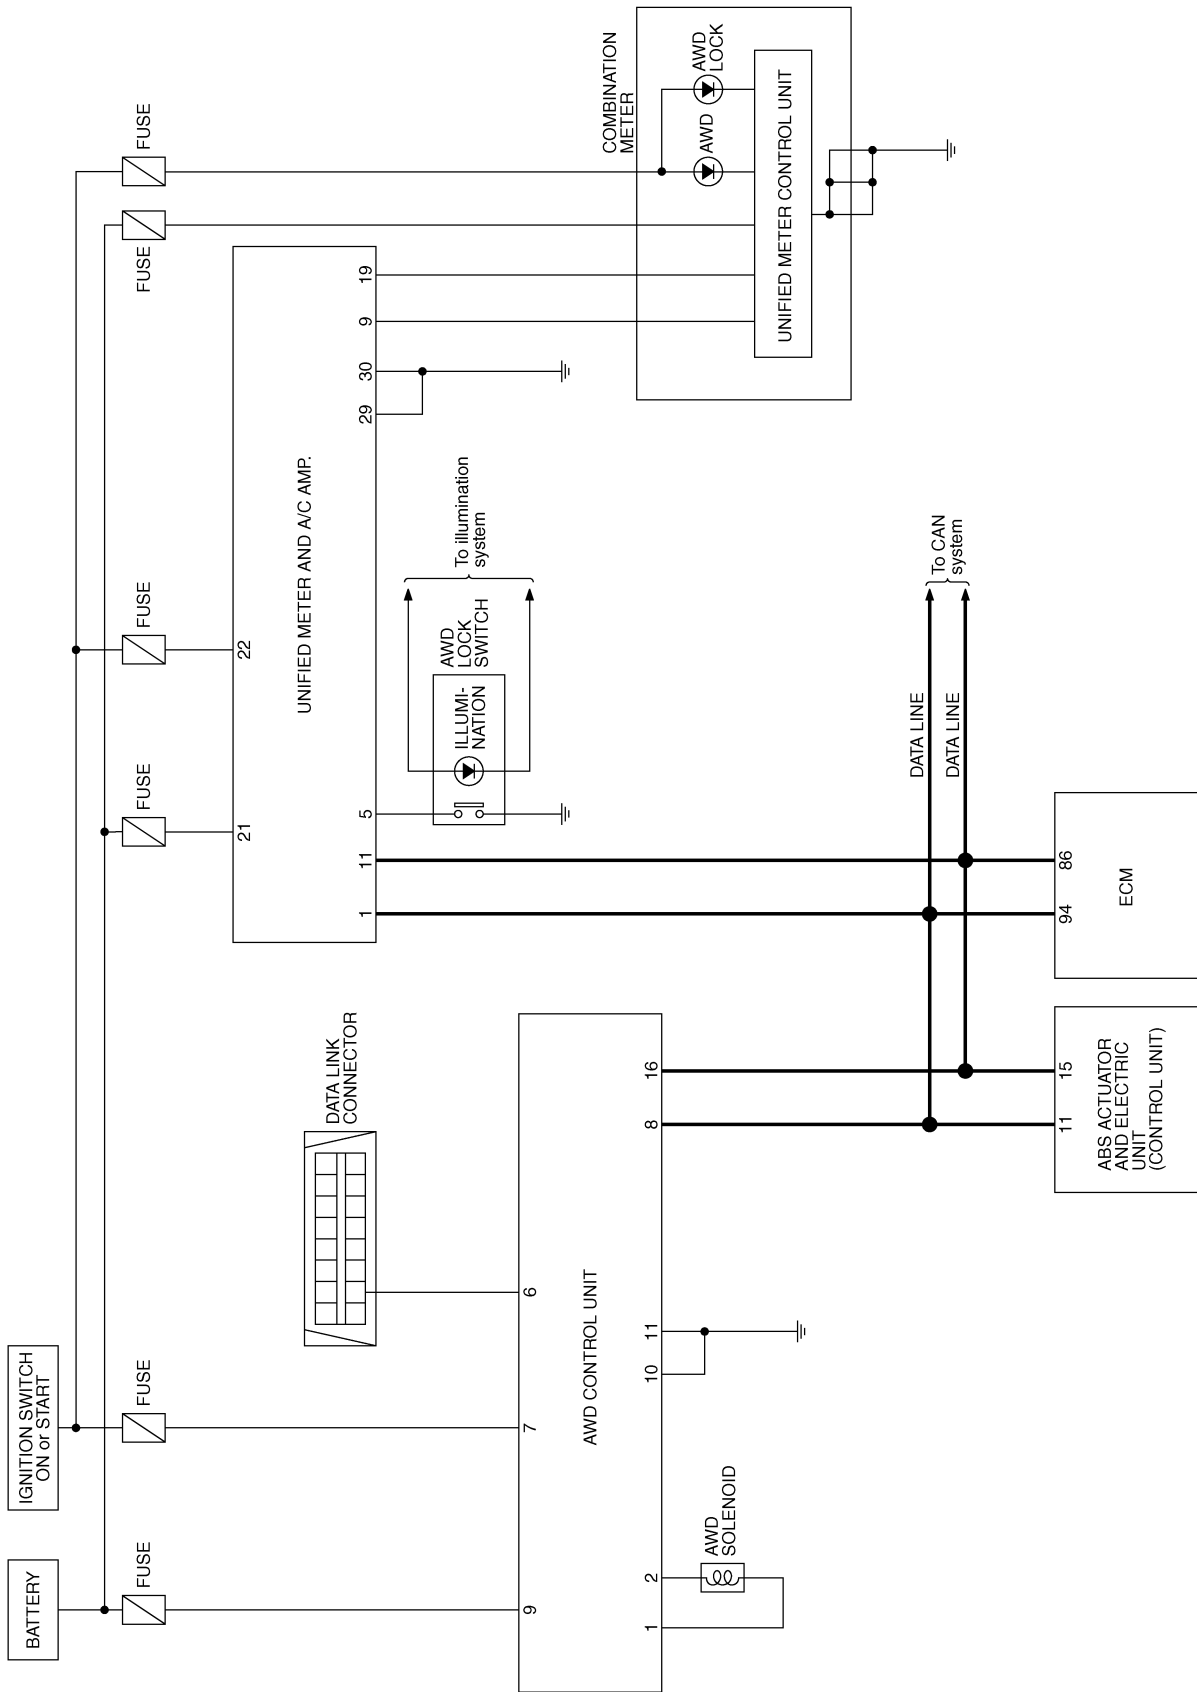 BATTERY
IGNITION SWITCH
ON or START
FUSE
FUSE
FUSE
FUSE
FUSE
FUSE
9
7
6
AWD CONTROL UNIT
1
2
10
11
8
16
AWD
SOLENOID
DATA LINK
CONNECTOR
21
22
UNIFIED METER AND A/C AMP.
1
11
5
29
30
9
19
ILLUMI-
NATION
AWD
LOCK
SWITCH
To illumination
system
COMBINATION
METER
AWD
AWD
LOCK
UNIFIED METER CONTROL UNIT
DATA LINE
DATA LINE
To CAN
system
11
15
ABS ACTUATOR
AND ELECTRIC
UNIT
(CONTROL UNIT)
94
86
ECM